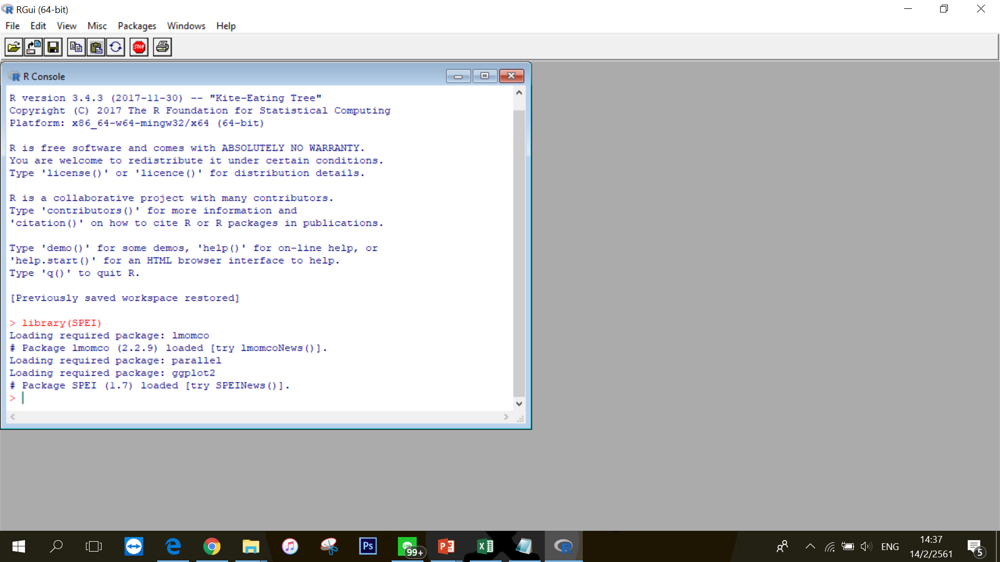 RGui (64-bit)
File Edit View Misc Packages Windows Help
STOP
R Console
R version 3.4.3 (2017-11-30) -- "Kite-Eating Tree"
Copyright (C) 2017 The R Foundation for Statistical Computing
Platform: x86_64-w64-mingw32/x64 (64-bit)
R is free software and comes with ABSOLUTELY NO WARRANTY.
You are welcome to redistribute it under certain conditions.
Type 'license()' or 'licence()' for distribution details.
R is a collaborative project with many contributors.
Type 'contributors()' for more information and
'citation()' on how to cite R or R packages in publications.
Type 'demo()' for some demos, 'help()' for on-line help, or
'help.start()' for an HTML browser interface to help.
Type 'q()' to quit R.
[Previously saved workspace restored]
> library(SPEI)
Loading required package: lmomco
# Package lmomco (2.2.9) loaded [try lmomcoNews()].
Loading required package: parallel
Loading required package: ggplot2
# Package SPEI (1.7) loaded [try SPEINews()].
>
Ps
LINE
99+
ENG
14:37
14/2/2561
5